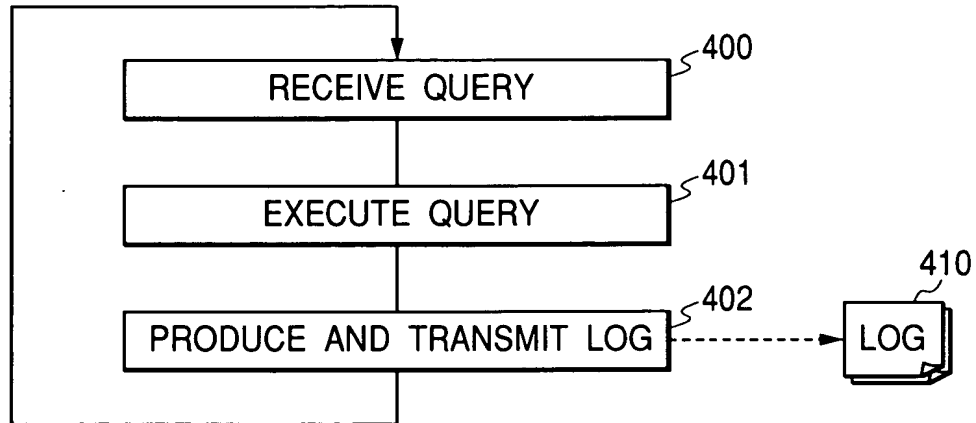 400
RECEIVE QUERY
401
EXECUTE QUERY
402
PRODUCE AND TRANSMIT LOG
410
LOG